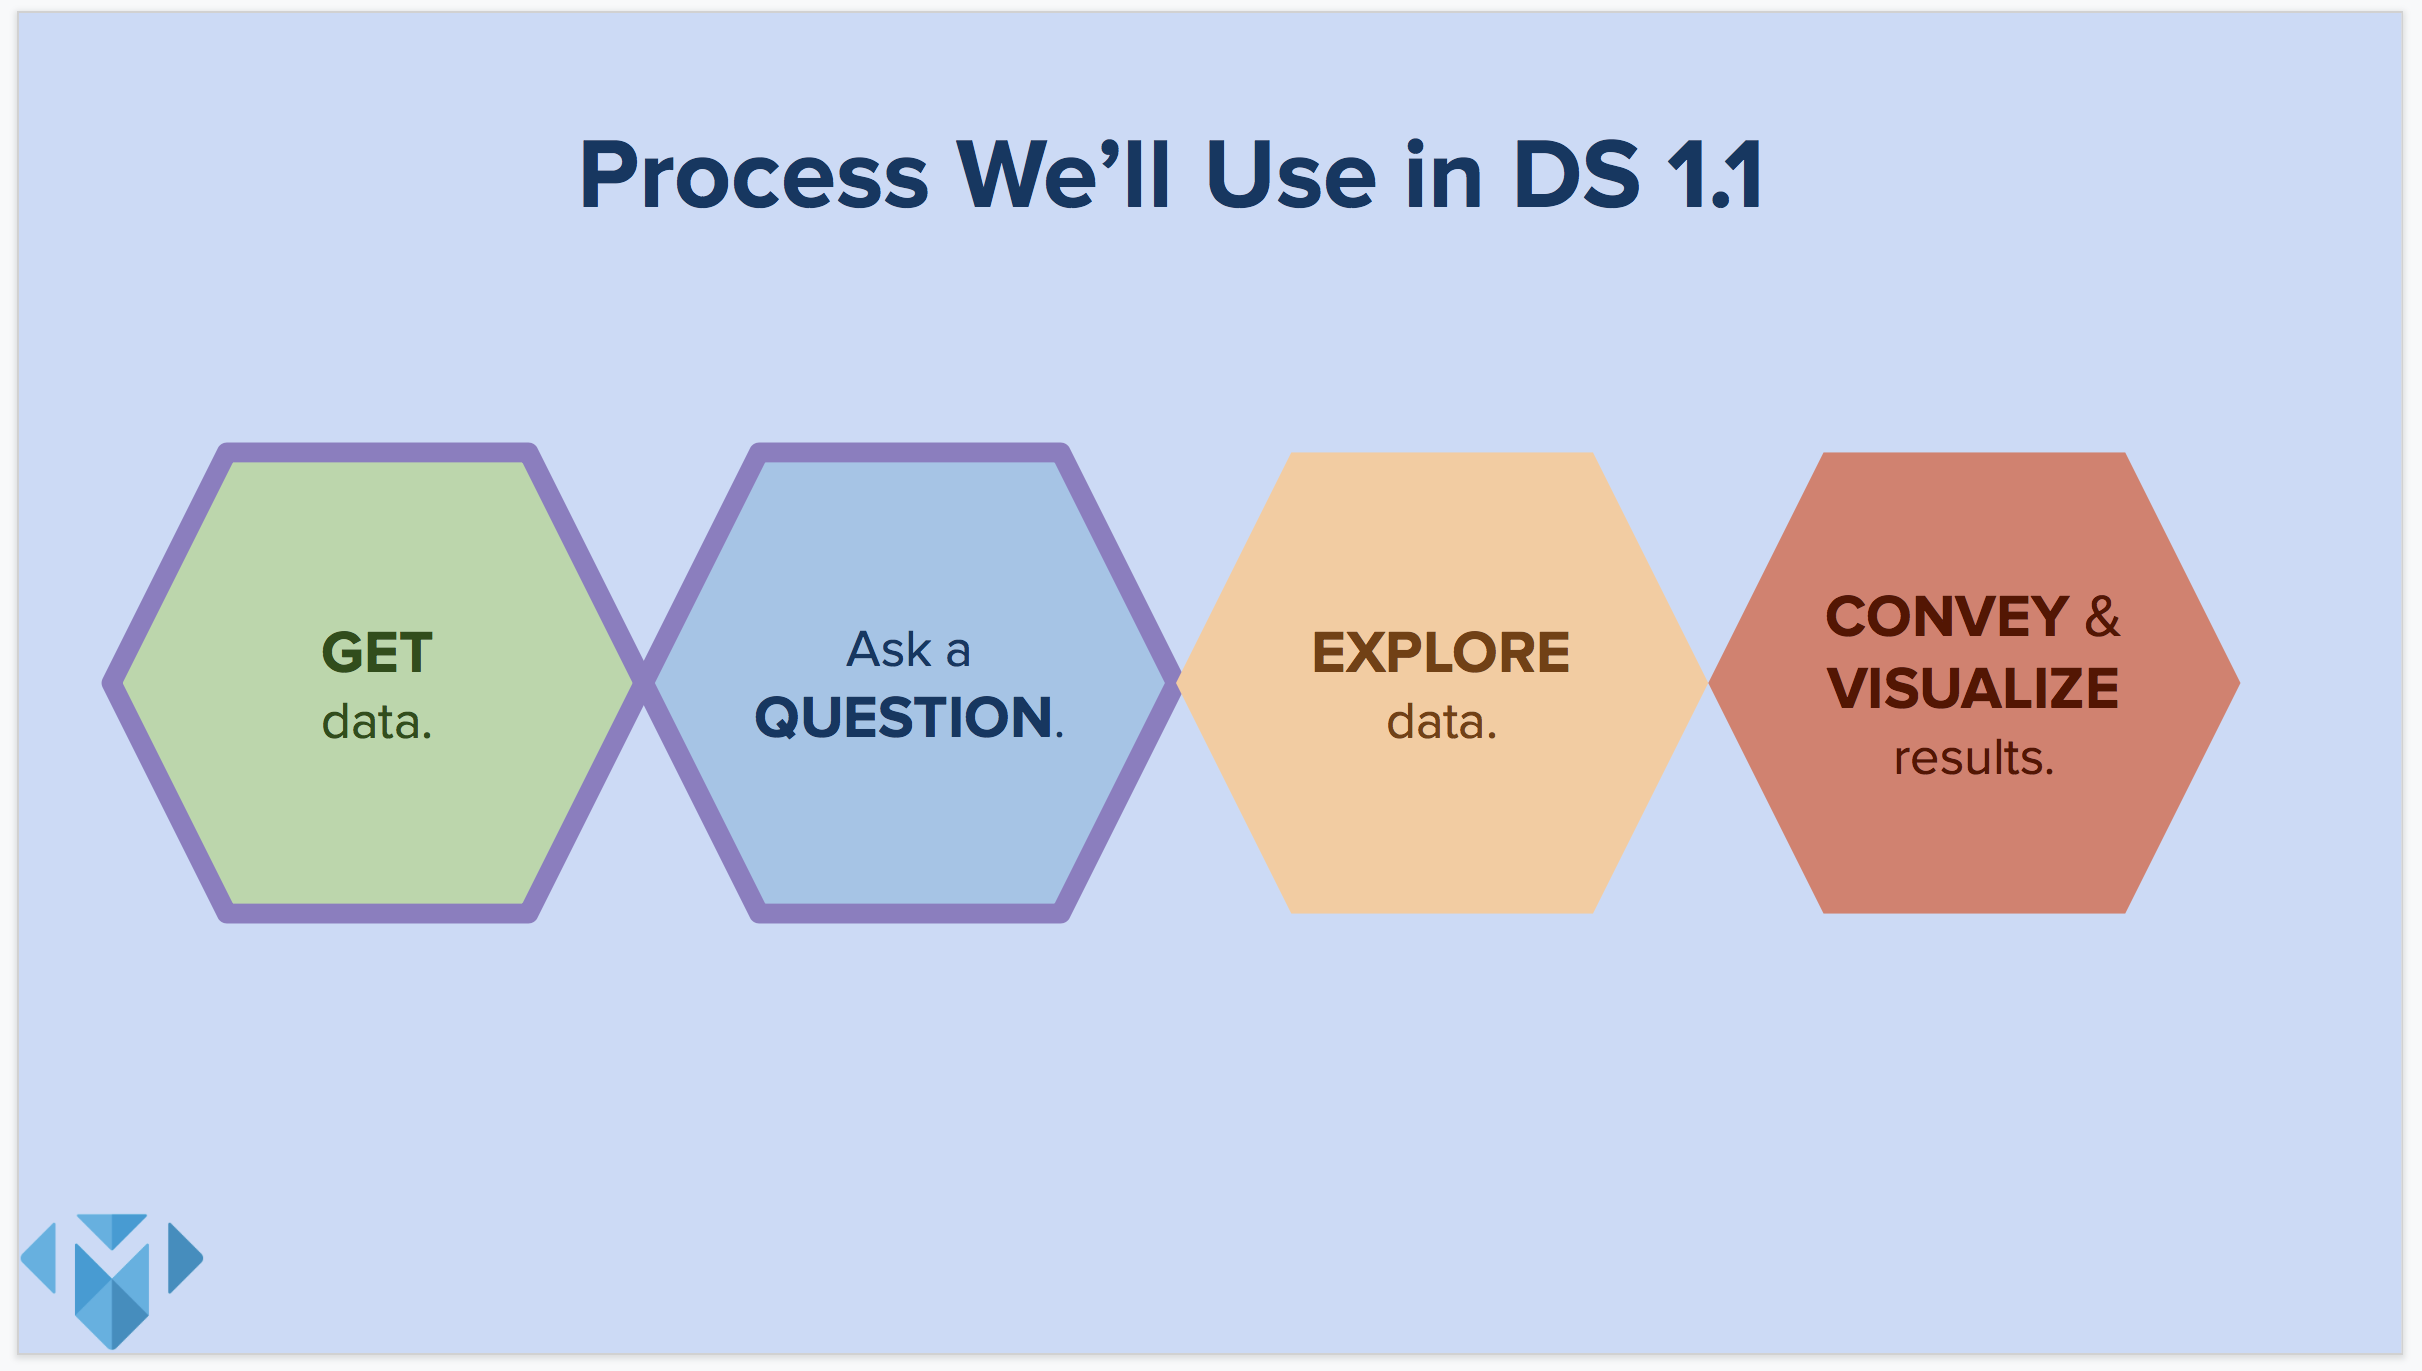 Process We’ll Use in DS 1.1
GET
data.
Ask a
QUESTION.
EXPLORE
data.
CONVEY &
VISUALIZE
results.